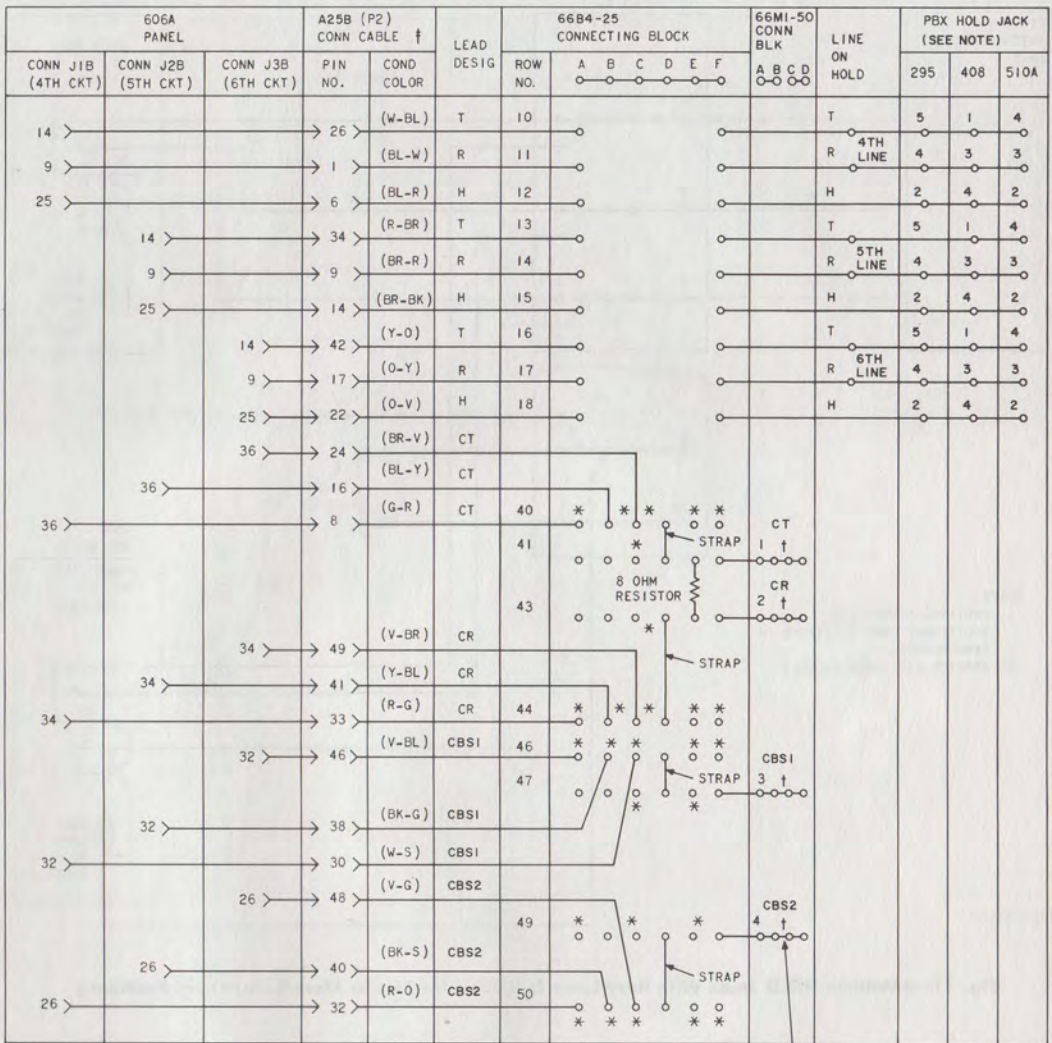 606A PANEL A25B (P2) CONN CABLE † LEAD DESIG 66B4-25 CONNECTING BLOCK 66M1-50 CONN BLK LINE ON HOLD PBX HOLD JACK (SEE NOTE)
CONN J1B (4TH CKT) CONN J2B (5TH CKT) CONN J3B (6TH CKT) PIN NO. COND COLOR ROW NO. A B C D E F A B C D 295 408 510A
14 26 (W-BL) T 10 T 5 1 4
9 1 (BL-W) R 11 R 4TH LINE 4 3 3
25 6 (BL-R) H 12 H 2 4 2
14 34 (R-BR) T 13 T 5 1 4
9 9 (BR-R) R 14 R 5TH LINE 4 3 3
25 14 (BR-BK) H 15 H 2 4 2
14 42 (Y-O) T 16 T 5 1 4
9 17 (O-Y) R 17 R 6TH LINE 4 3 3
25 22 (O-V) H 18 H 2 4 2
36 24 (BR-V) CT
36 16 (BL-Y) CT
36 8 (G-R) CT 40 * * * * * CT
41 * STRAP 1 †
8 OHM RESISTOR CR
43 2 †
*
34 49 (V-BR) CR STRAP
34 41 (Y-BL) CR
34 33 (R-G) CR 44 * * * * *
32 46 (V-BL) CBS1 46 * * * * * CBS1
47 STRAP 3 †
* *
32 38 (BK-G) CBS1
32 30 (W-S) CBS1
26 48 (V-G) CBS2 CBS2
49 * * * 4 †
26 40 (BK-S) CBS2 STRAP
26 32 (R-O) CBS2 50
* * * * *